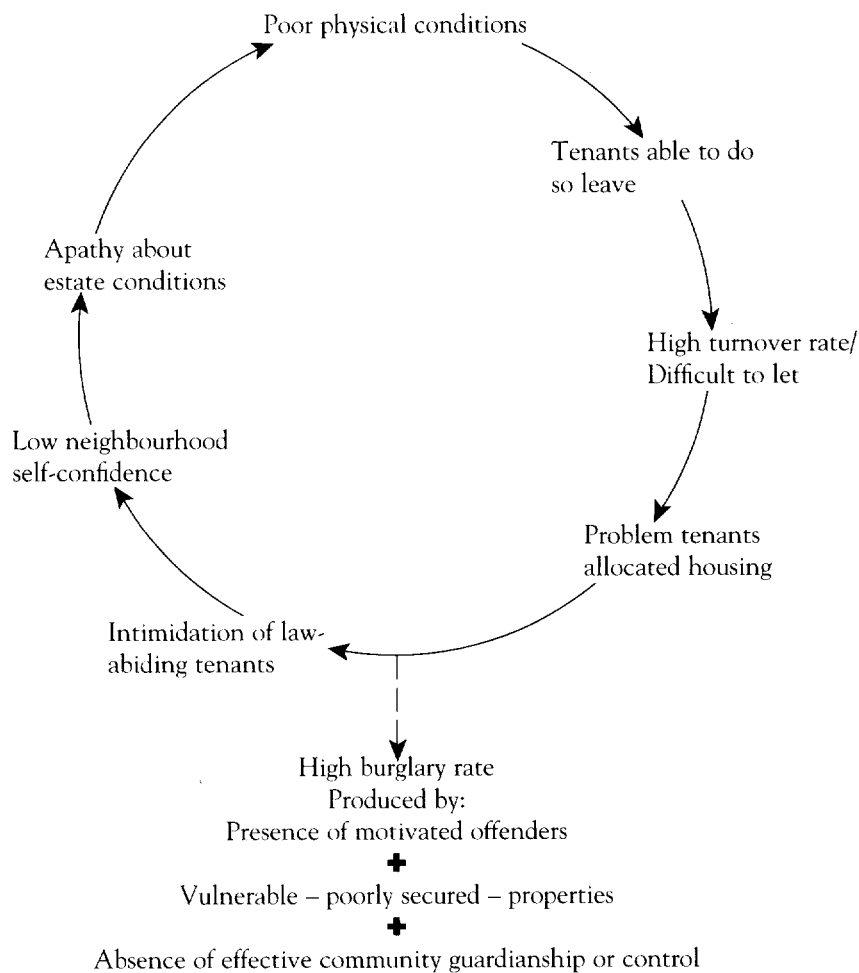 Poor physical conditions
Tenants able to do
so leave
High turnover rate/
Difficult to let
Problem tenants
allocated housing
Intimidation of law-
abiding tenants
Low neighbourhood
self-confidence
Apathy about
estate conditions
High burglary rate
Produced by:
Presence of motivated offenders
+
Vulnerable – poorly secured – properties
+
Absence of effective community guardianship or control